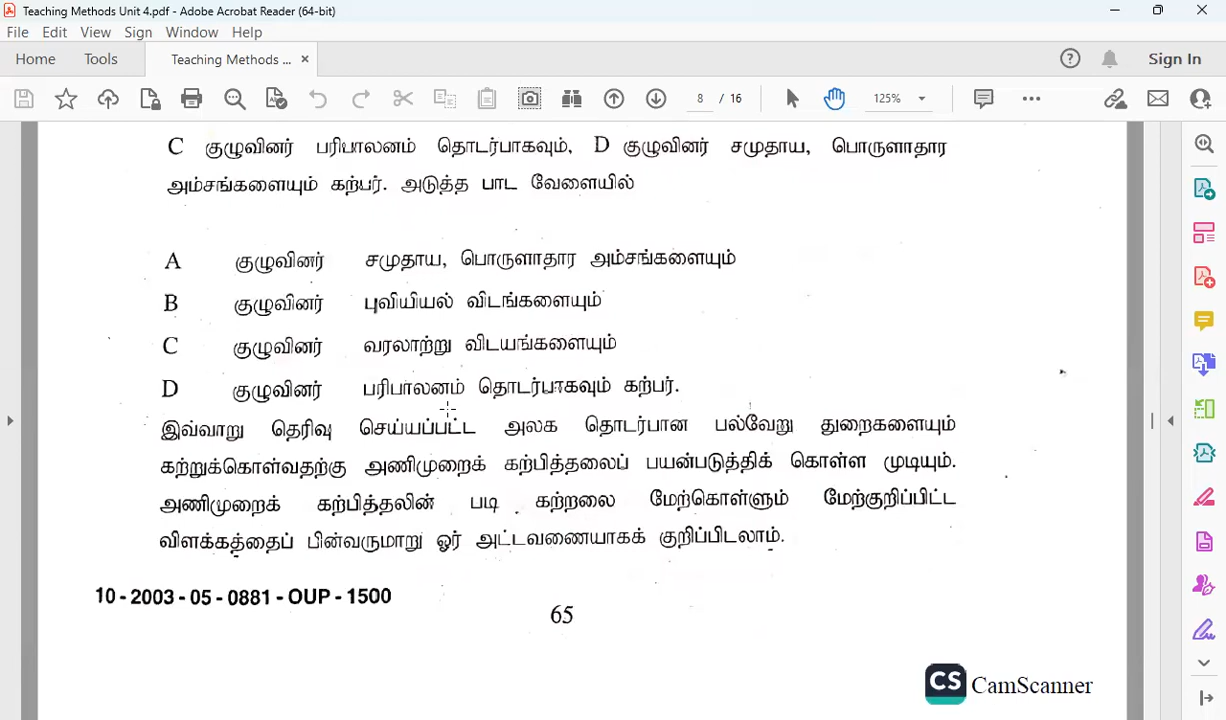 Teaching Methods Unit 4.pdf - Adobe Acrobat Reader (64-bit)
File Edit View Sign Window Help
Home Tools Teaching Methods ... × Sign In
8 / 16 125%
C குழுவினர் பரிபாலனம் தொடர்பாகவும், D குழுவினர் சமுதாய, பொருளாதார
அம்சங்களையும் கற்பர். அடுத்த பாட வேளையில்
A குழுவினர் சமுதாய, பொருளாதார அம்சங்களையும்
B குழுவினர் புவியியல் விடங்களையும்
C குழுவினர் வரலாற்று விடயங்களையும்
D குழுவினர் பரிபாலனம் தொடர்பாகவும் கற்பர்.
இவ்வாறு தெரிவு செய்யப்பட்ட அலகு தொடர்பான பல்வேறு துறைகளையும்
கற்றுக்கொள்வதற்கு அணிமுறைக் கற்பித்தலைப் பயன்படுத்திக் கொள்ள முடியும்.
அணிமுறைக் கற்பித்தலின் படி கற்றலை மேற்கொள்ளும் மேற்குறிப்பிட்ட
விளக்கத்தைப் பின்வருமாறு ஓர் அட்டவணையாகக் குறிப்பிடலாம்.
10 - 2003 - 05 - 0881 - OUP - 1500
65
CS CamScanner